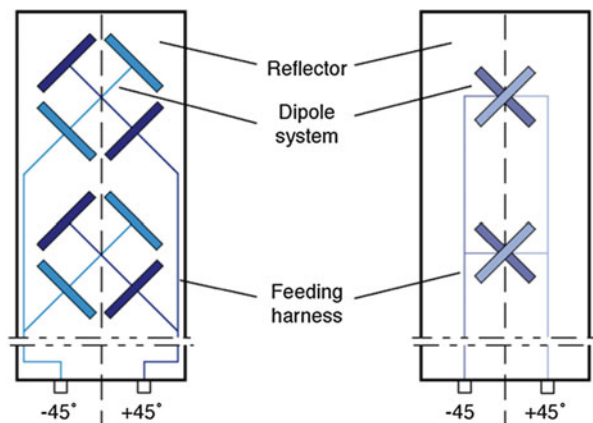 Reflector
Dipole
system
Feeding
harness
-45° +45°
-45 +45°